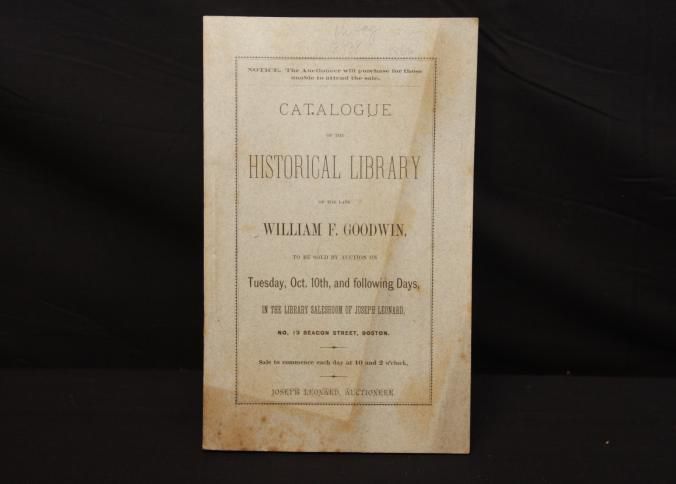 NOTICE. The Auctioneer will purchase for those
unable to attend the sale.
CATALOGUE
OF THE
HISTORICAL LIBRARY
OF THE LATE
WILLIAM F. GOODWIN,
TO BE SOLD BY AUCTION ON
Tuesday, Oct. 10th, and following Days,
IN THE LIBRARY SALESROOM OF JOSEPH LEONARD,
NO. 13 BEACON STREET, BOSTON.
Sale to commence each day at 10 and 2 o'clock,
JOSEPH LEONARD, AUCTIONEER